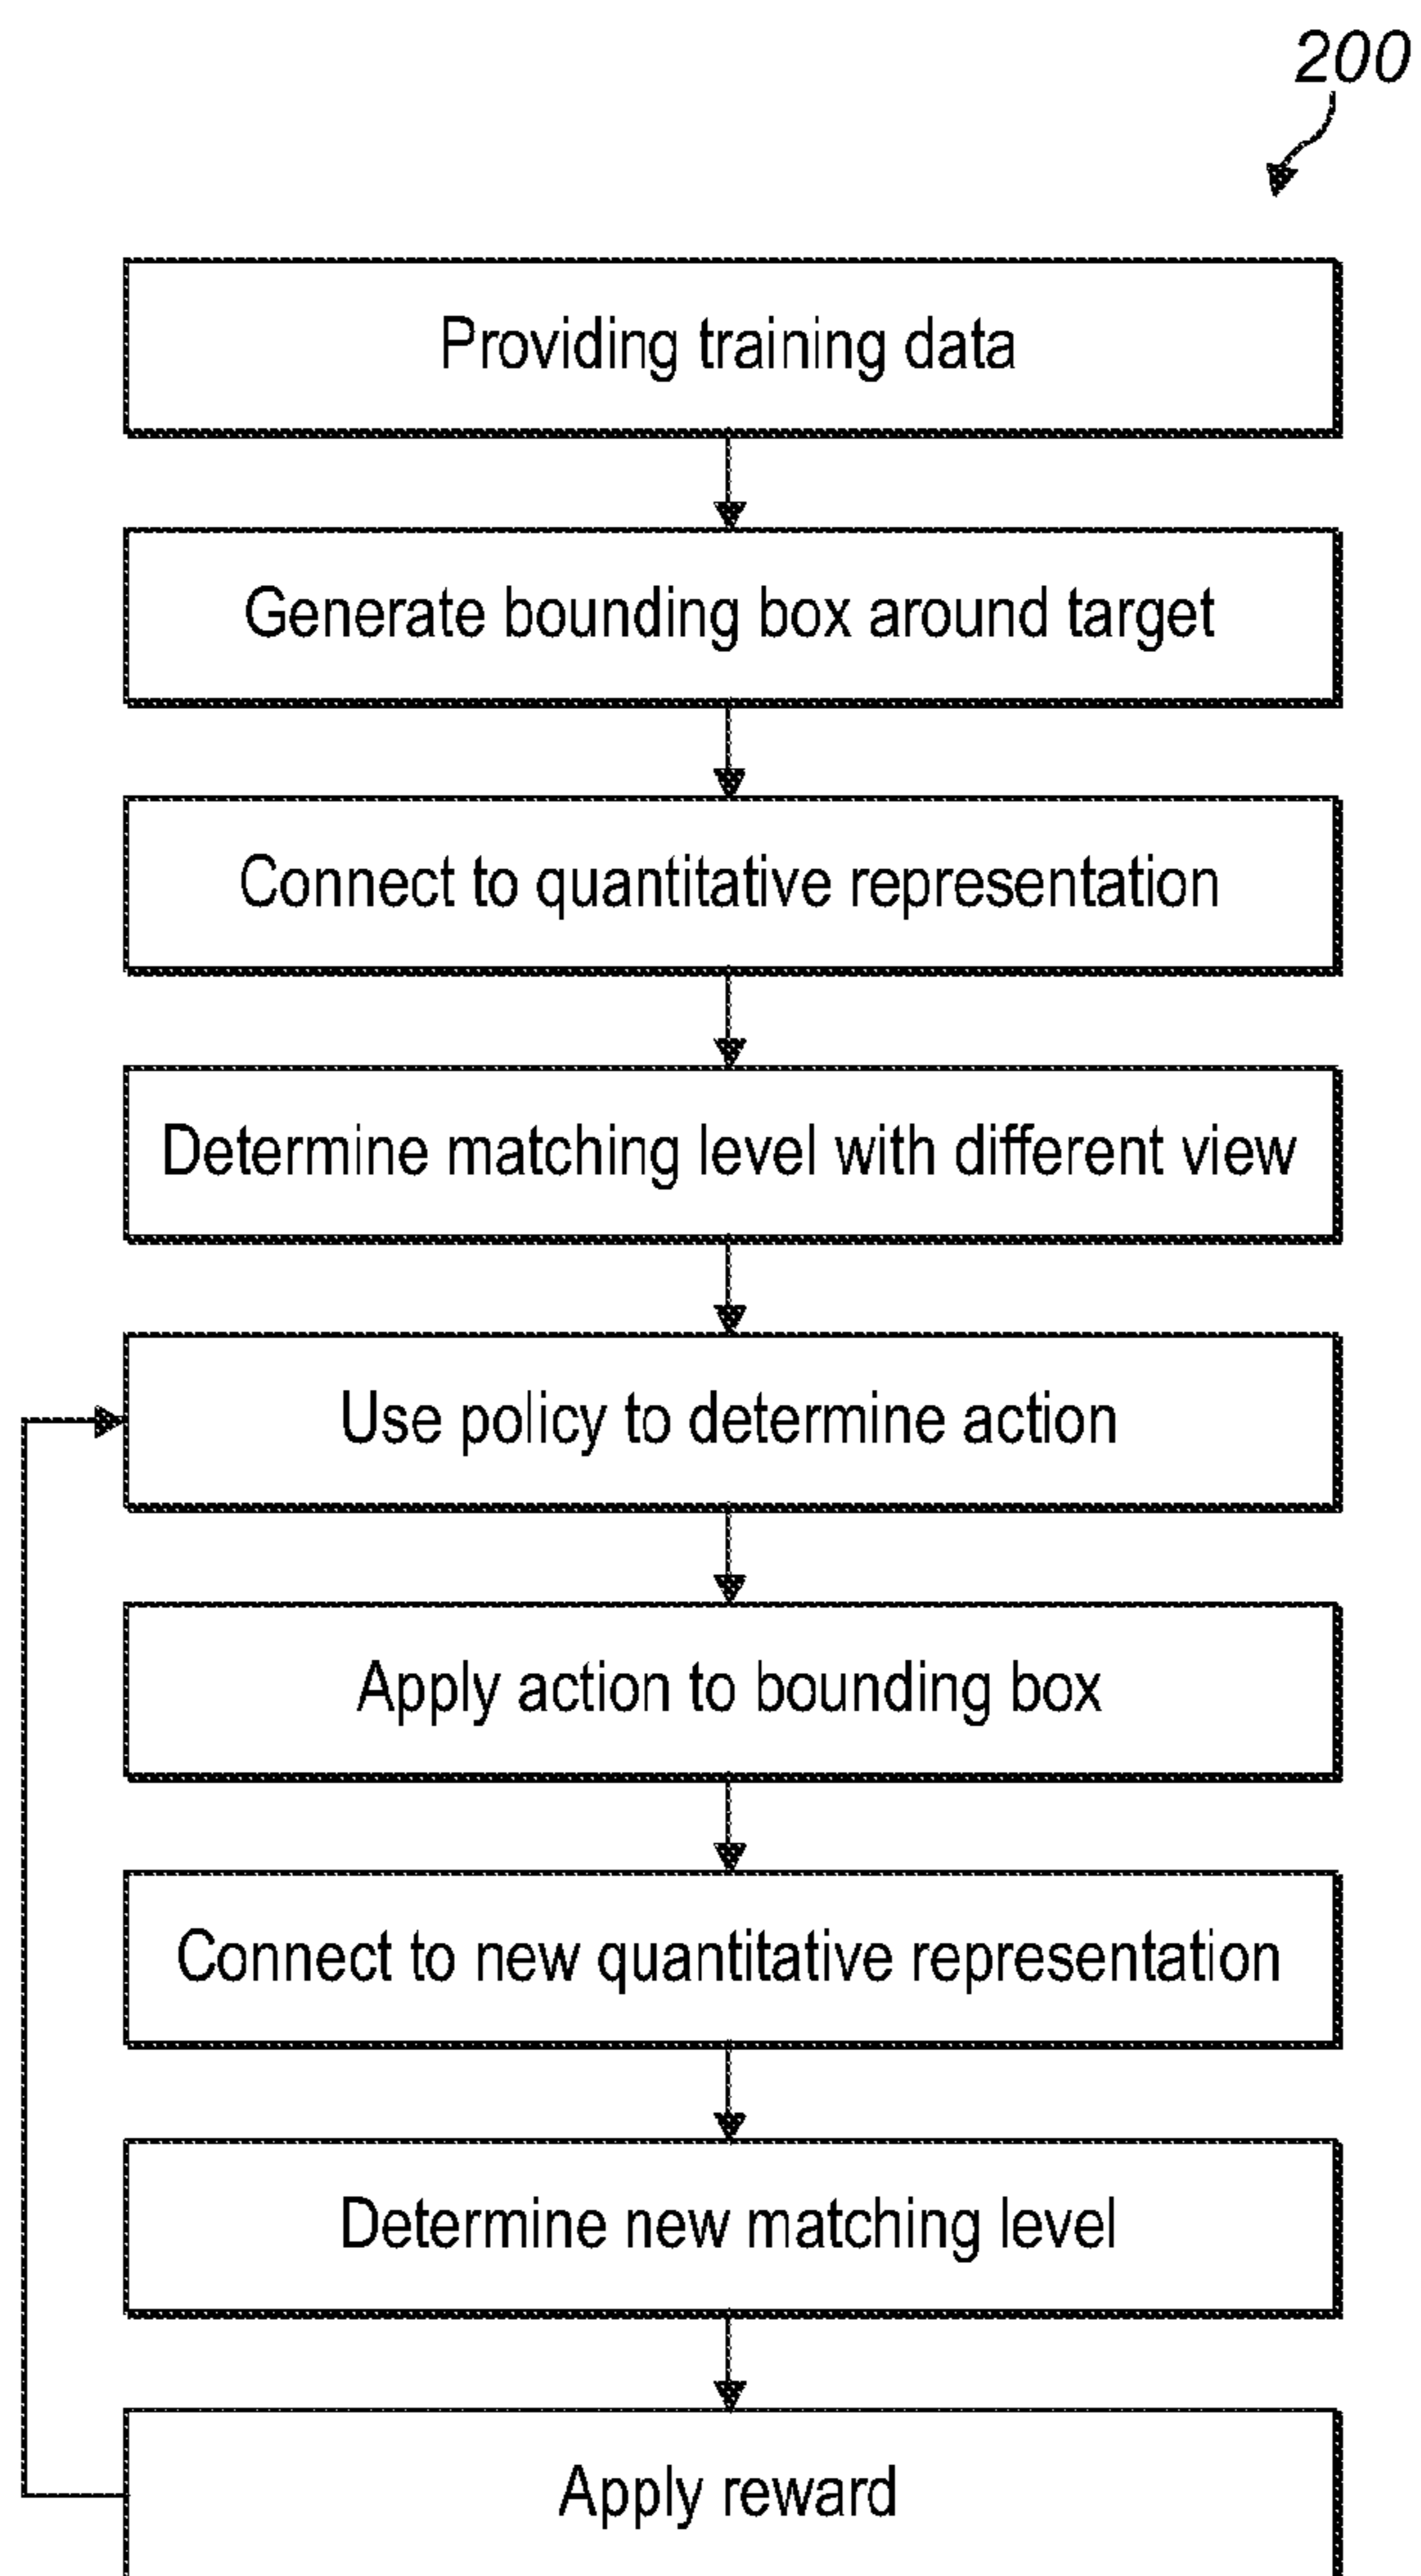 200
Providing training data
Generate bounding box around target
Connect to quantitative representation
Determine matching level with different view
Use policy to determine action
Apply action to bounding box
Connect to new quantitative representation
Determine new matching level
Apply reward